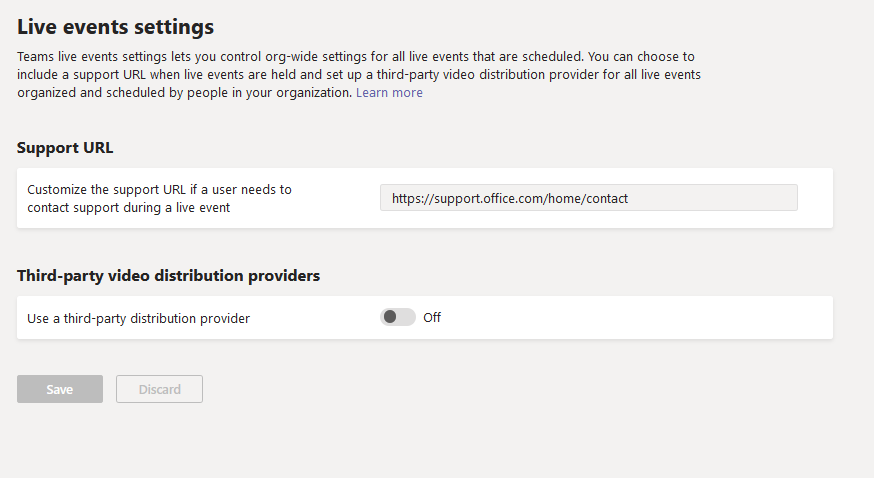 Live events settings
Teams live events settings lets you control org-wide settings for all live events that are scheduled. You can choose to
include a support URL when live events are held and set up a third-party video distribution provider for all live events
organized and scheduled by people in your organization. Learn more
Support URL
Customize the support URL if a user needs to
contact support during a live event
https://support.office.com/home/contact
Third-party video distribution providers
Use a third-party distribution provider
Off
Save
Discard